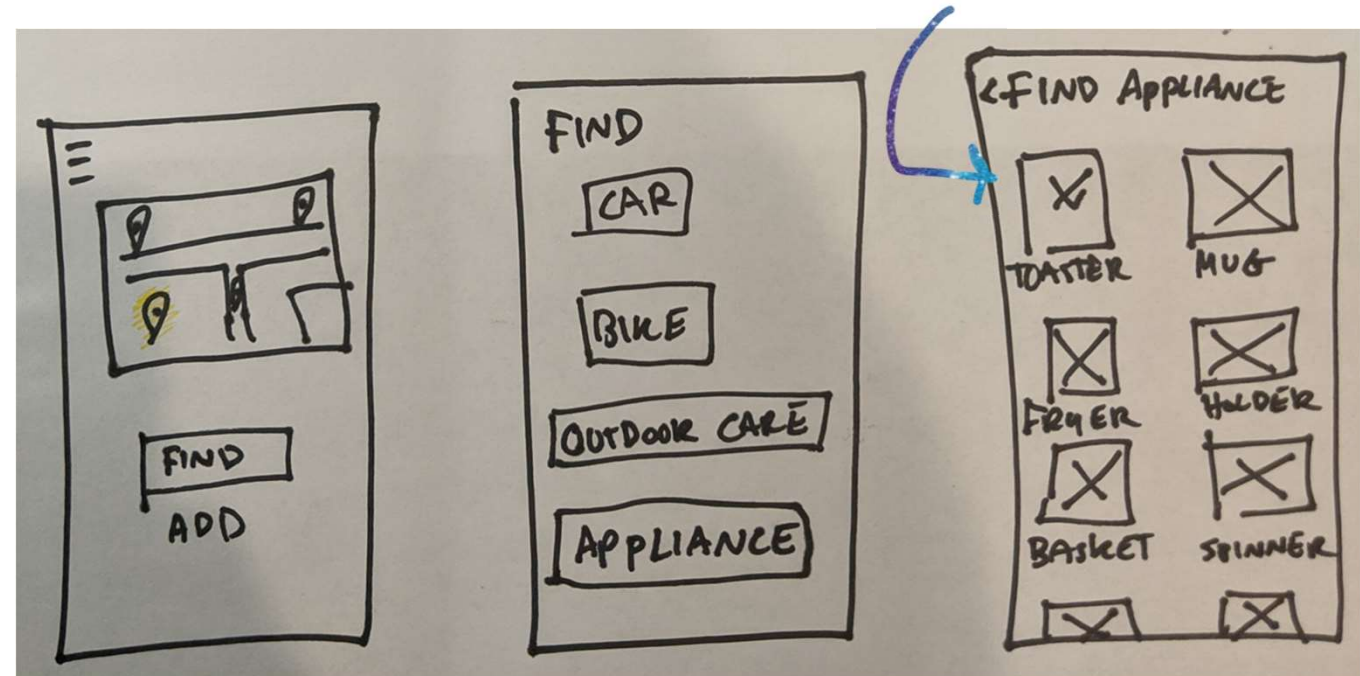 FIND
ADD
FIND
CAR
BIKE
OUTDOOR CARE
APPLIANCE
<FIND APPLIANCE
TOASTER MUG
FRYER HOLDER
BASKET SPINNER